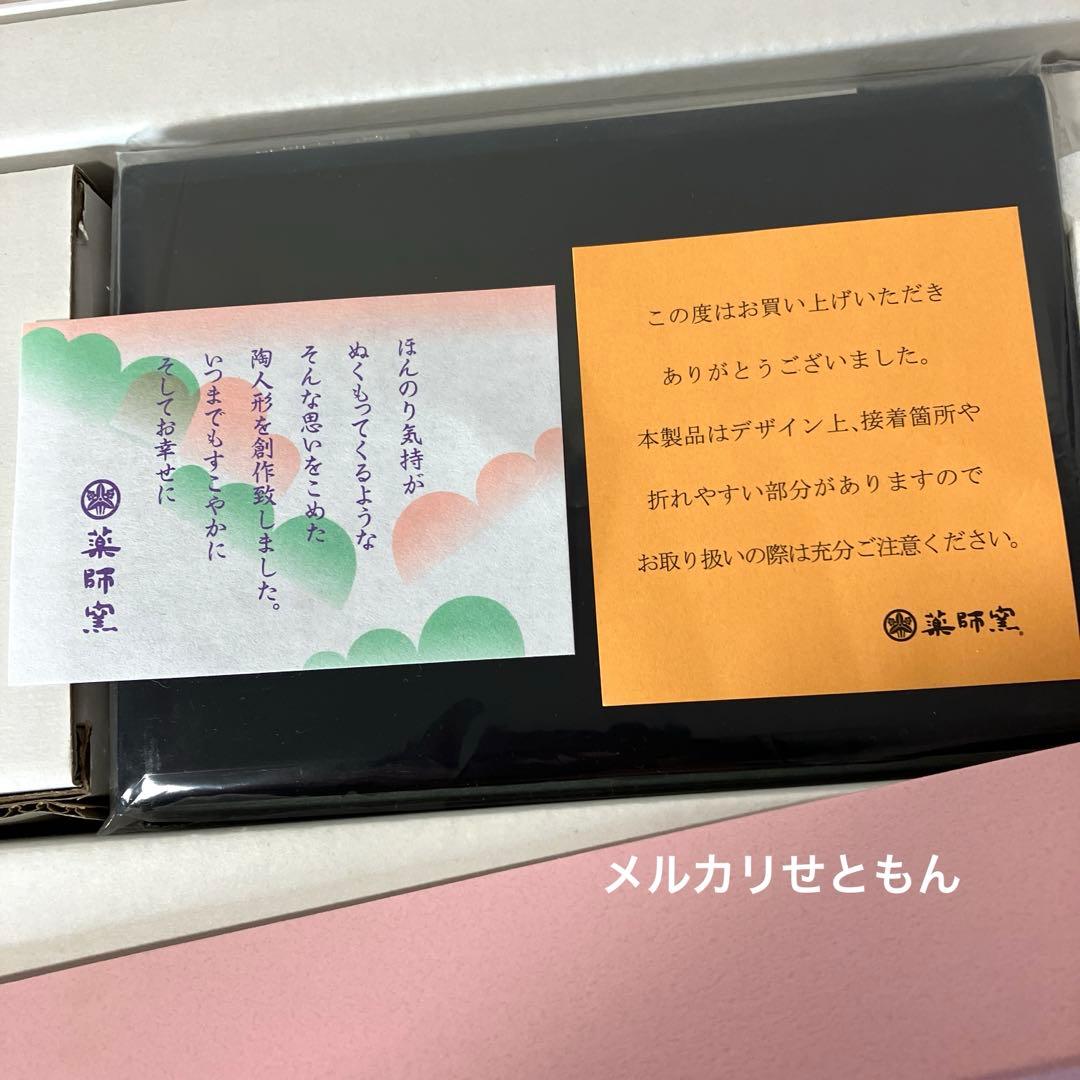 ほんのり気持が
ぬくもってくるような
そんな思いをこめた
陶人形を創作致しました。
いつまでもすこやかに
そしてお幸せに
薬師窯
この度はお買い上げいただき
ありがとうございました。
本製品はデザイン上、接着箇所や
折れやすい部分がありますので
お取り扱いの際は充分ご注意ください。
薬師窯
メルカリせともん